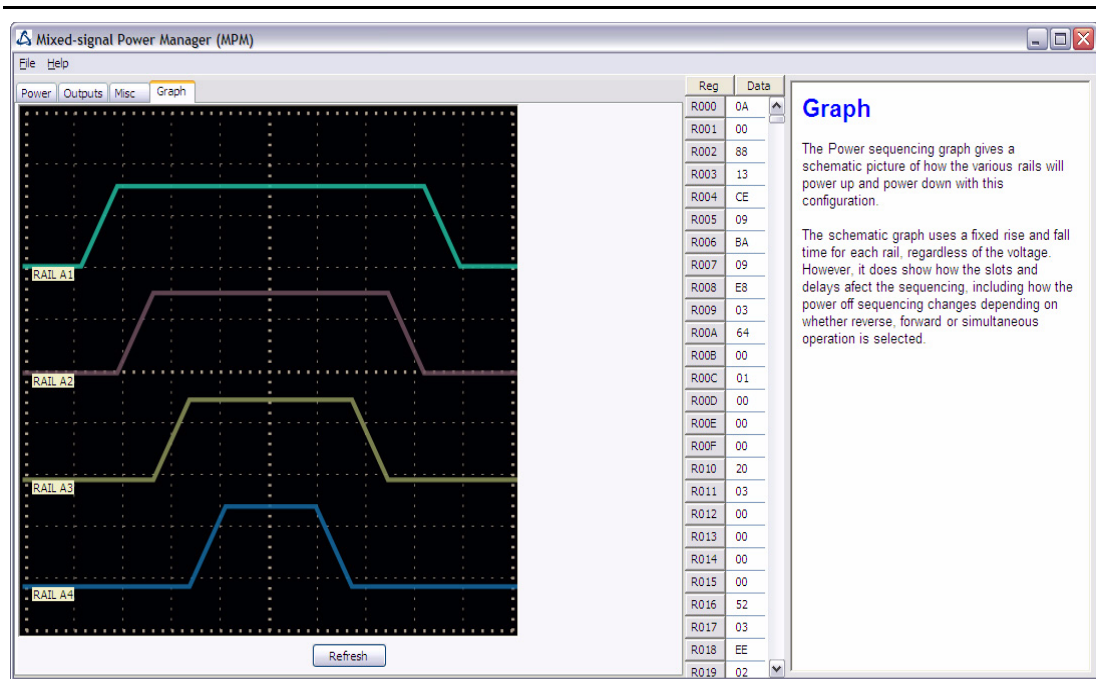 Mixed-signal Power Manager (MPM)
File Help
Power Outputs Misc Graph
RAIL A1
RAIL A2
RAIL A3
RAIL A4
Refresh
Reg Data
R000 0A
R001 00
R002 88
R003 13
R004 CE
R005 09
R006 BA
R007 09
R008 E8
R009 03
R00A 64
R00B 00
R00C 01
R00D 00
R00E 00
R00F 00
R010 20
R011 03
R012 00
R013 00
R014 00
R015 00
R016 52
R017 03
R018 EE
R019 02
Graph
The Power sequencing graph gives a
schematic picture of how the various rails will
power up and power down with this
configuration.
The schematic graph uses a fixed rise and fall
time for each rail, regardless of the voltage.
However, it does show how the slots and
delays afect the sequencing, including how the
power off sequencing changes depending on
whether reverse, forward or simultaneous
operation is selected.